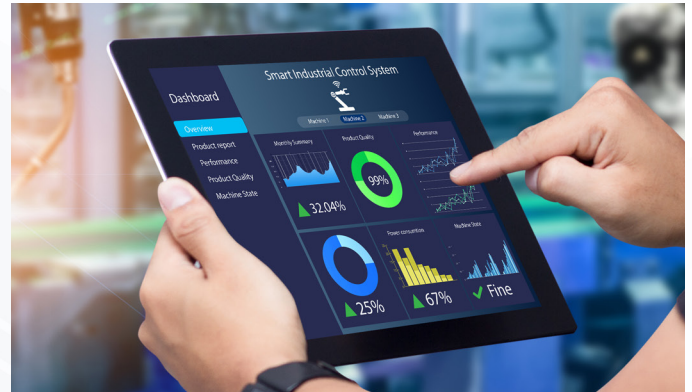 Smart Industrial Control System
Dashboard
Machine 1 Machine 2 Machine 3
Overview
Product report
Performance
Product Quality
Machine State
Monthly Summary
32.04%
Product Quality
99%
Performance
25%
Power consumtion
67%
Machine State
Fine